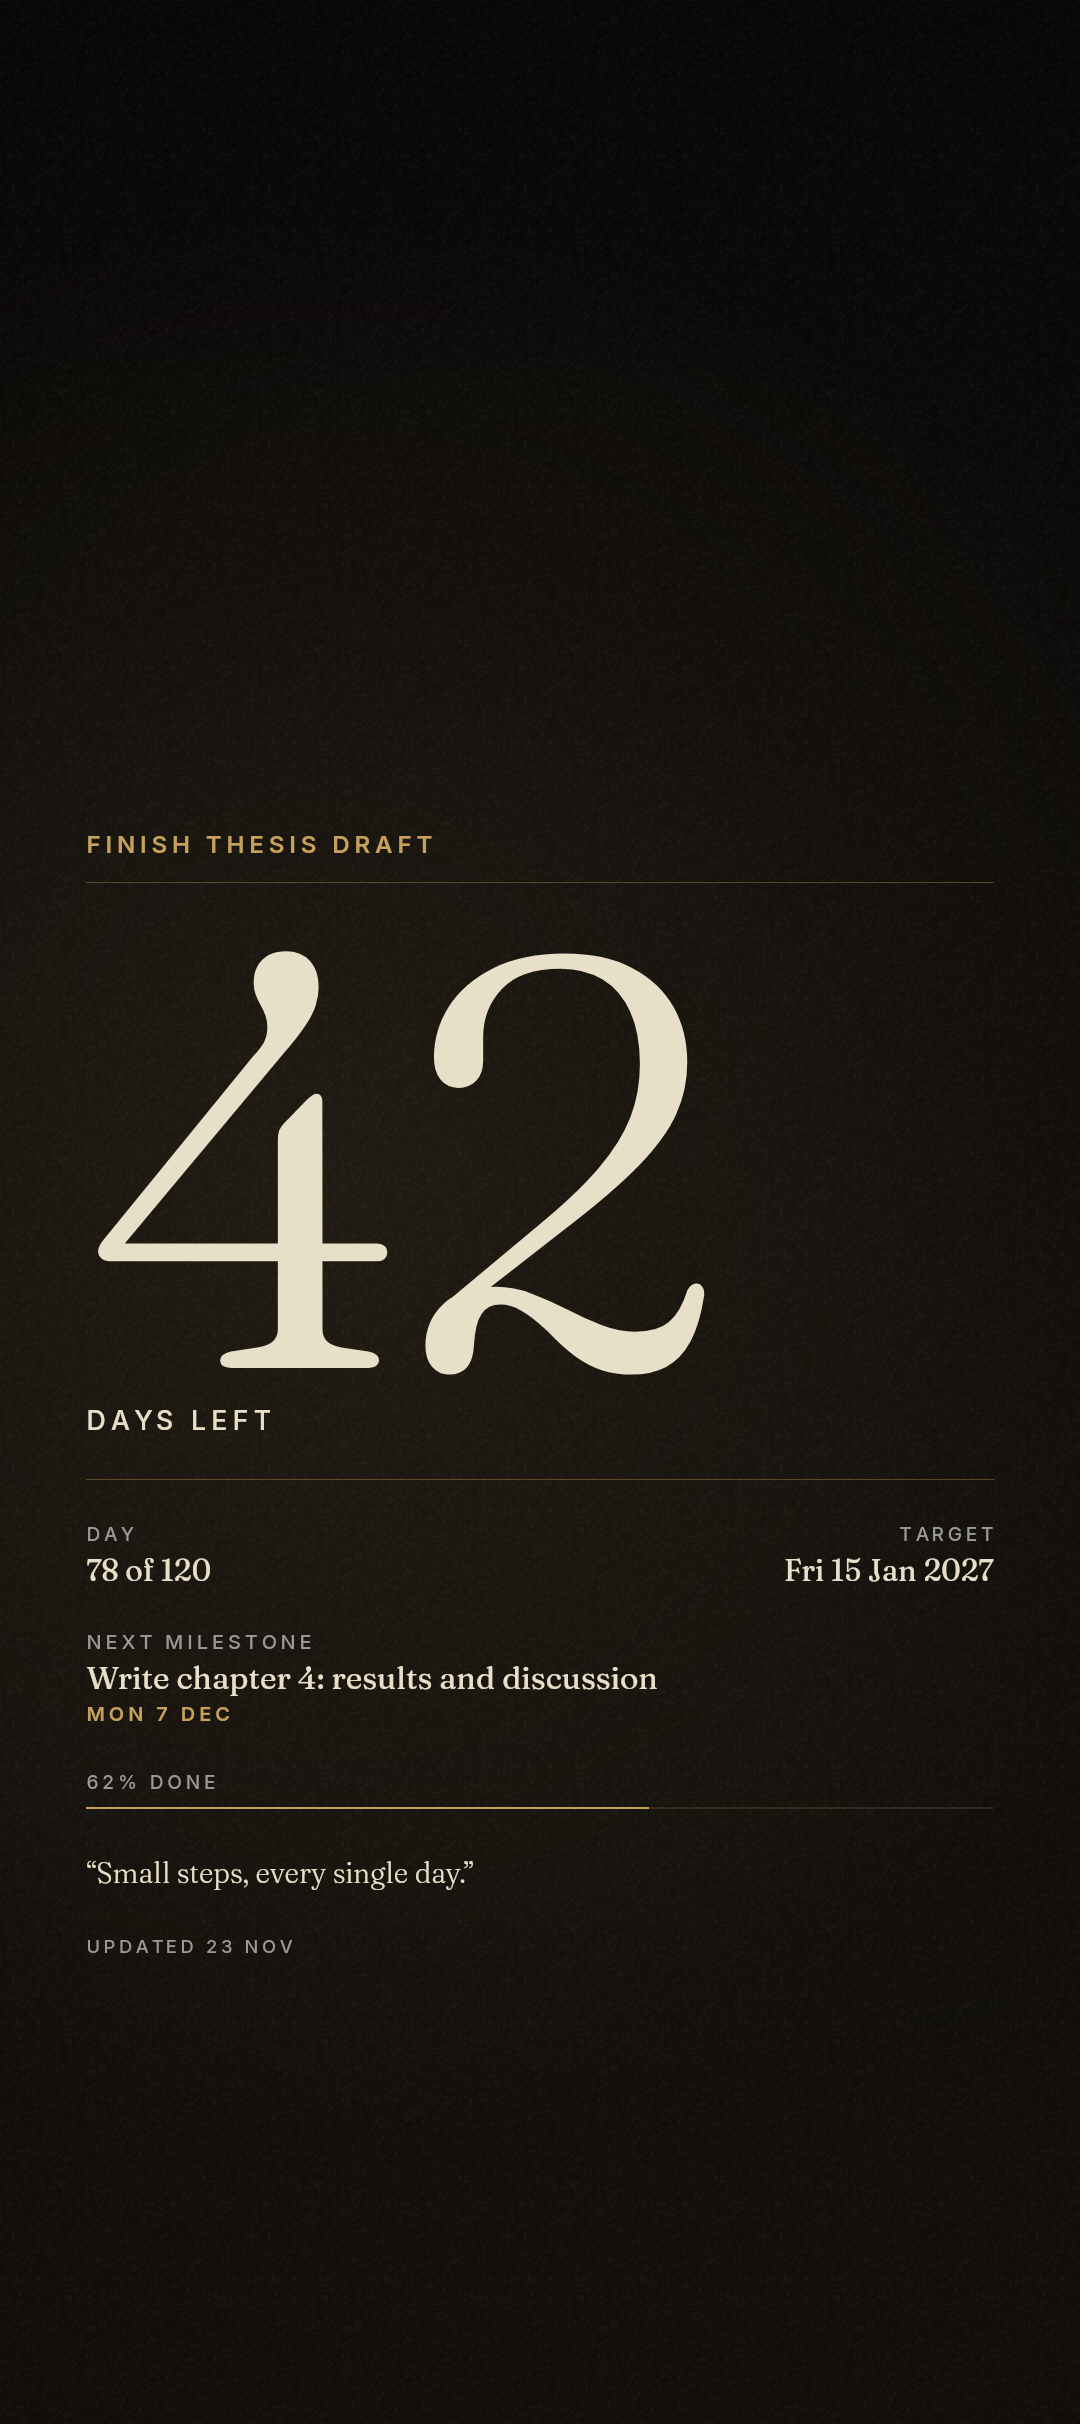 FINISH THESIS DRAFT
42
DAYS LEFT
DAY
TARGET
78 of 120
Fri 15 Jan 2027
NEXT MILESTONE
Write chapter 4: results and discussion
MON 7 DEC
62% DONE
“Small steps, every single day.”
UPDATED 23 NOV